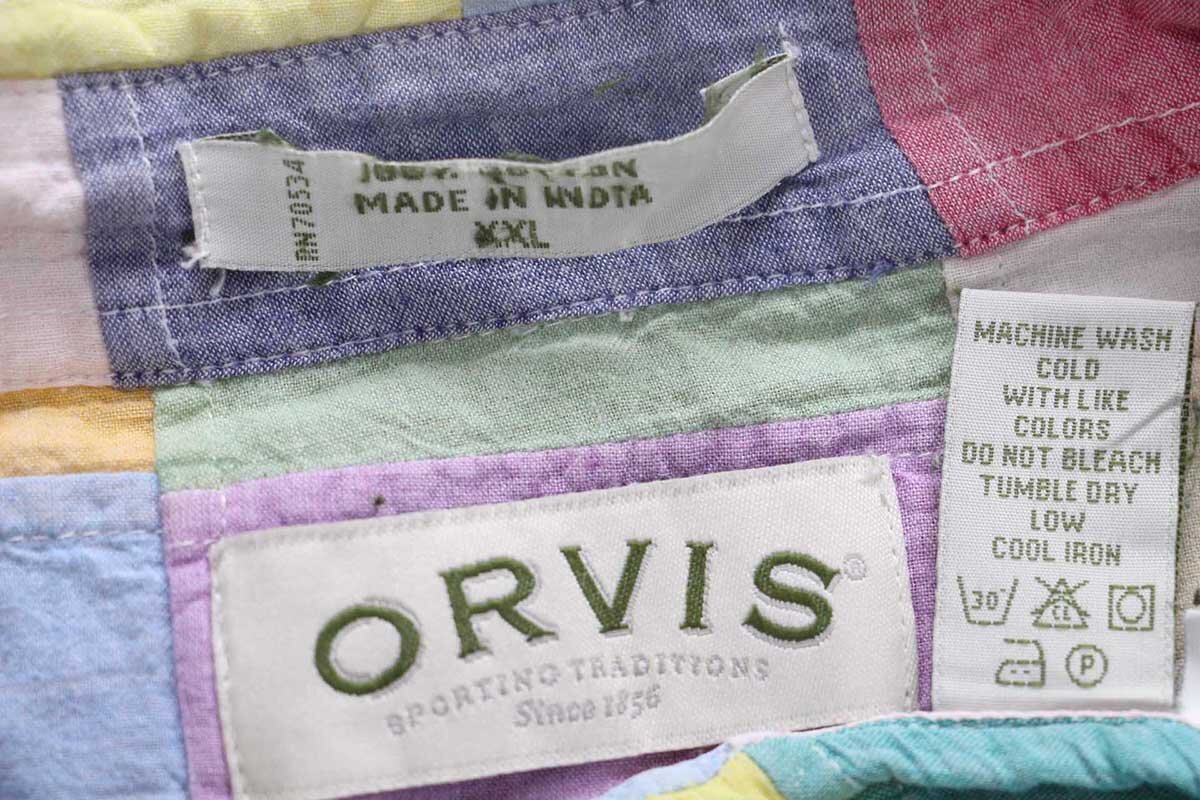 100% COTTON
MADE IN INDIA
XXL
RN70534
MACHINE WASH
COLD
WITH LIKE
COLORS
DO NOT BLEACH
TUMBLE DRY
LOW
COOL IRON
30°
CL
P
ORVIS®
SPORTING TRADITIONS
Since 1856